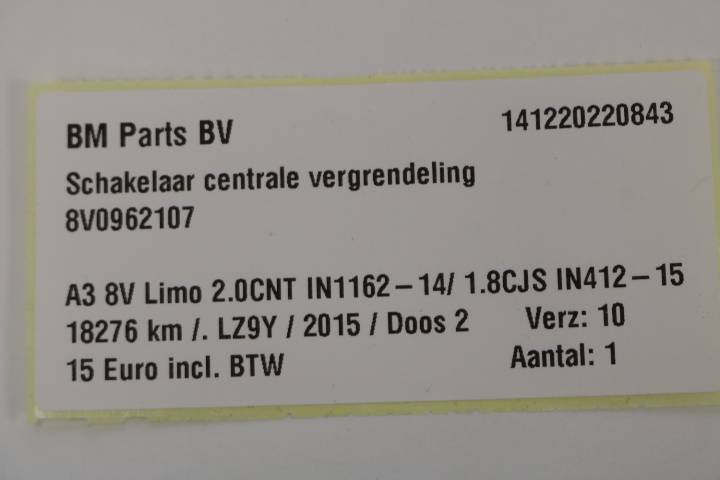 BM Parts BV 141220220843
Schakelaar centrale vergrendeling
8V0962107
A3 8V Limo 2.0CNT IN1162-14/ 1.8CJS IN412-15
18276 km /. LZ9Y / 2015 / Doos 2 Verz: 10
15 Euro incl. BTW Aantal: 1